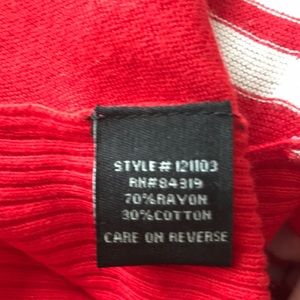 STYLE# 121103
RN#84319
70%RAYON
30%COTTON
CARE ON REVERSE